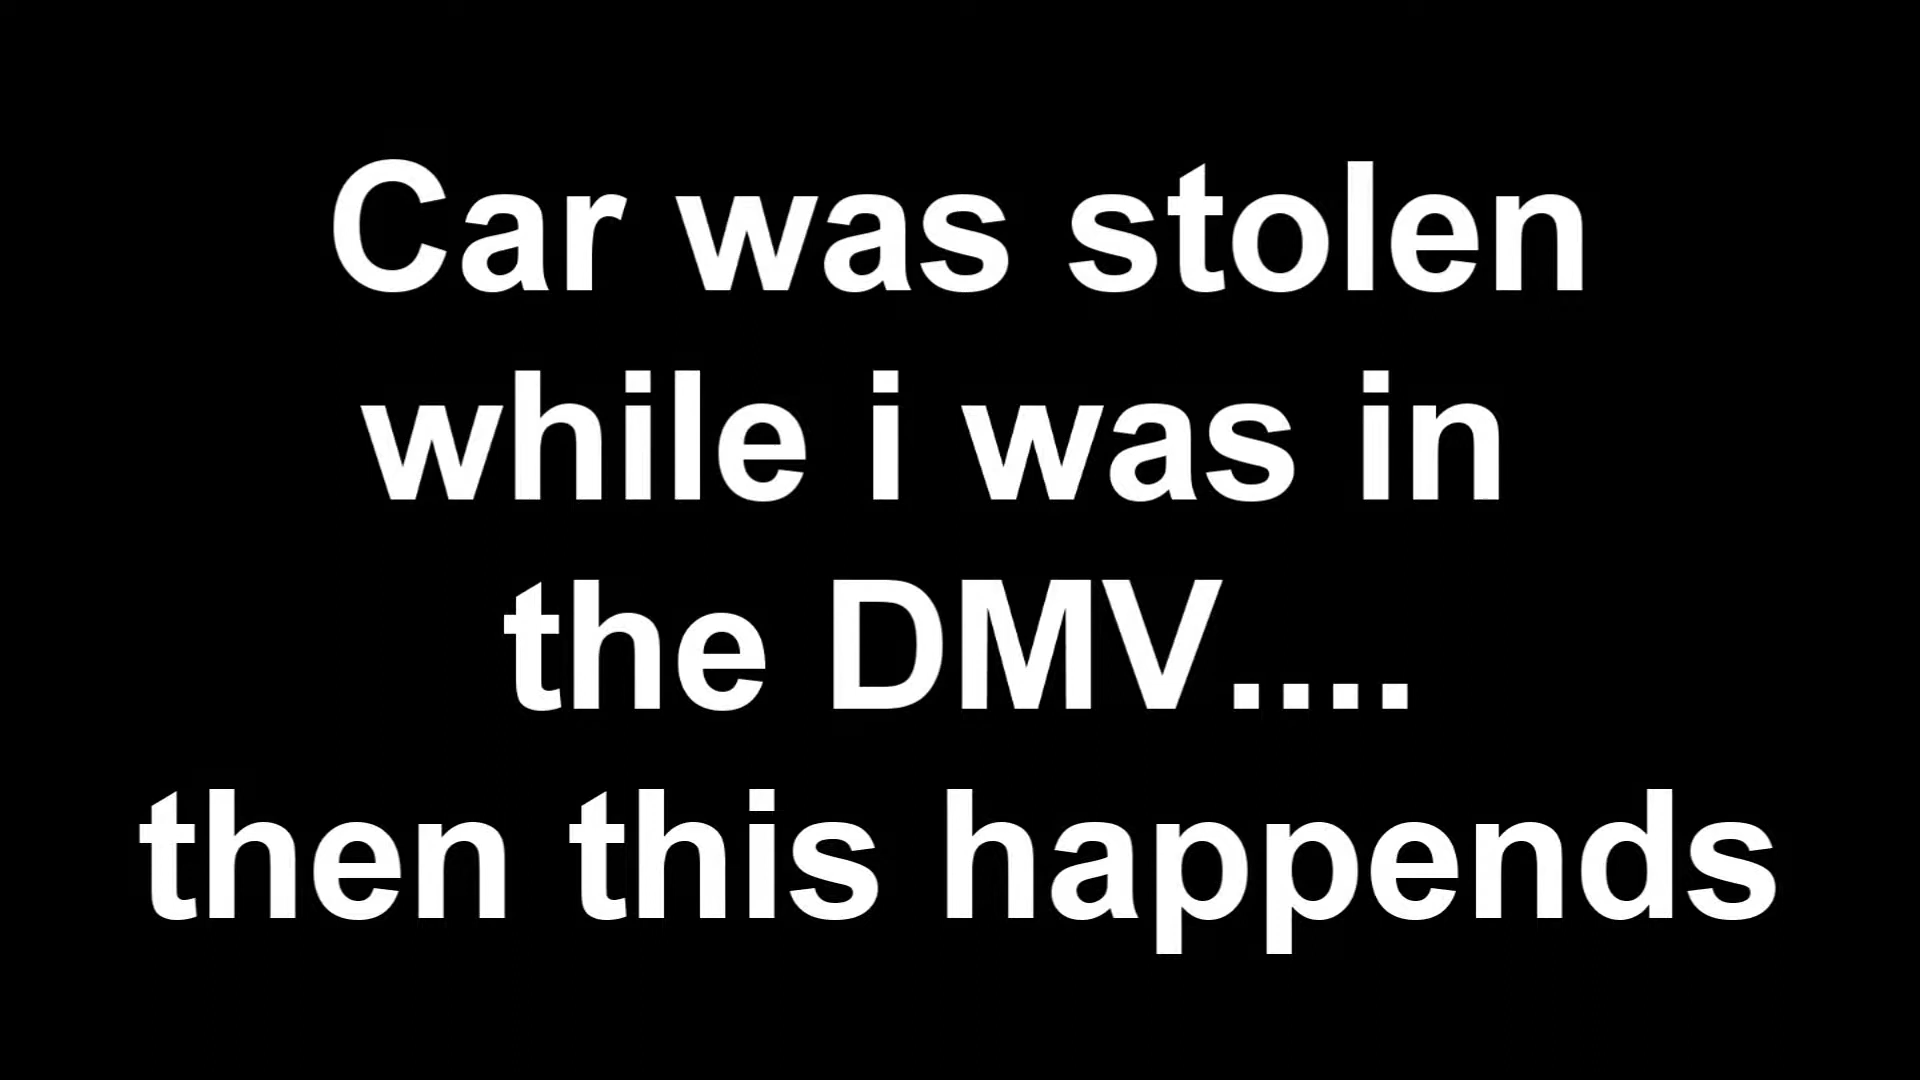 Car was stolen
while i was in
the DMV....
then this happends